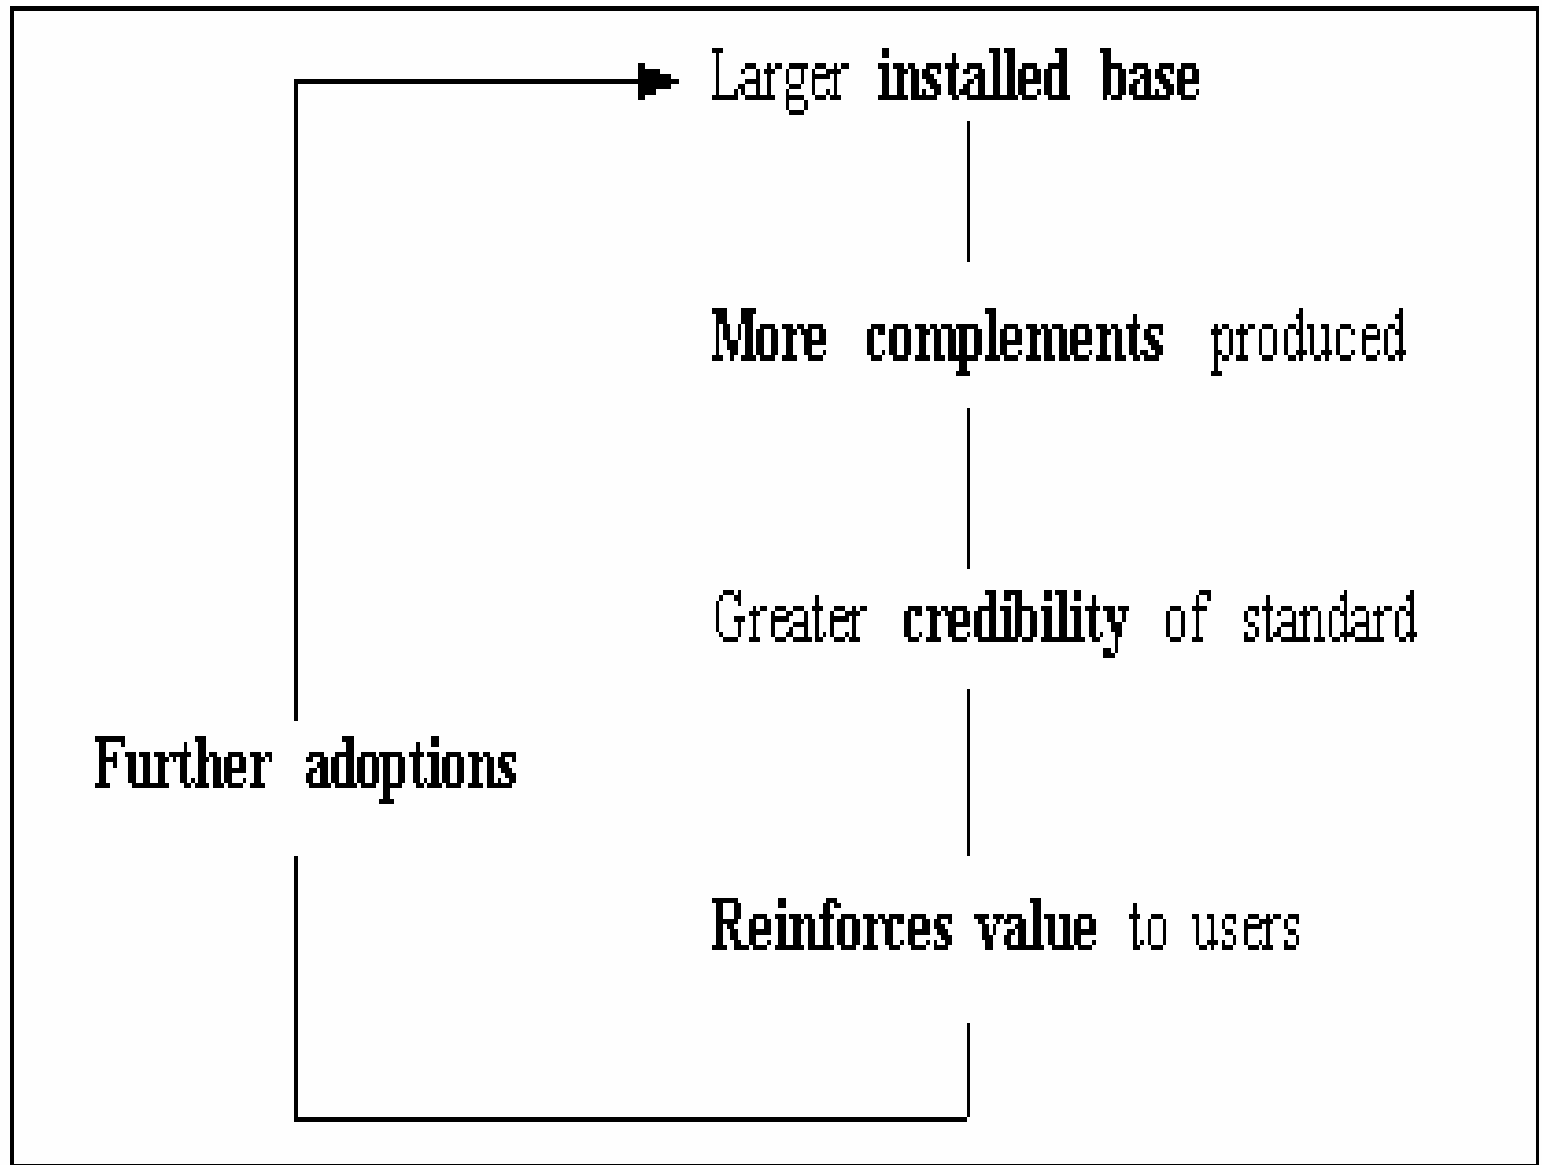 Larger installed base
More complements produced
Greater credibility of standard
Further adoptions
Reinforces value to users